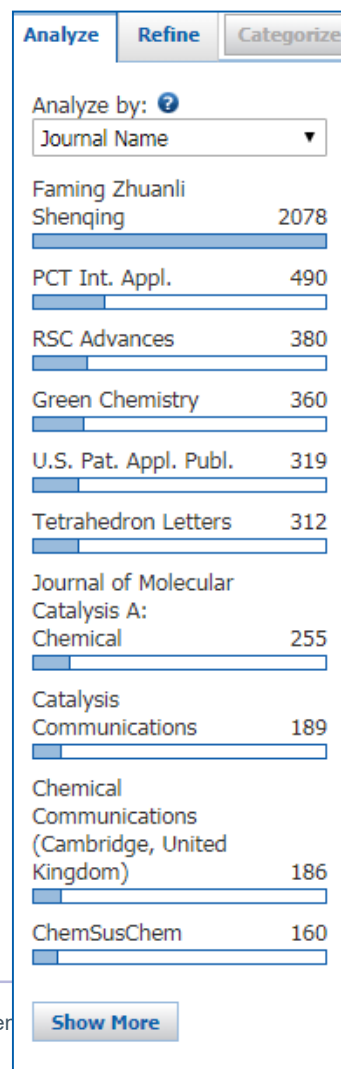 Analyze Refine Categorize
Analyze by: ?
Journal Name ▼
Faming Zhuanli
Shenqing 2078
PCT Int. Appl. 490
RSC Advances 380
Green Chemistry 360
U.S. Pat. Appl. Publ. 319
Tetrahedron Letters 312
Journal of Molecular
Catalysis A:
Chemical 255
Catalysis
Communications 189
Chemical
Communications
(Cambridge, United
Kingdom) 186
ChemSusChem 160
Show More